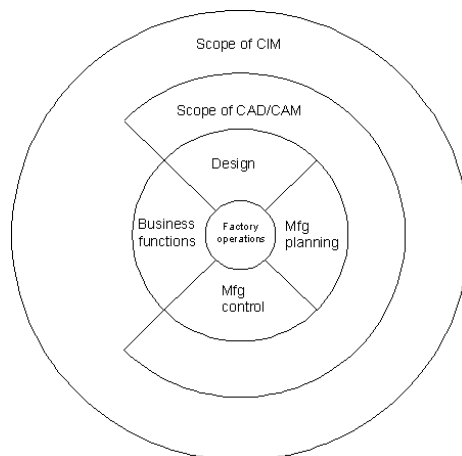 Scope of CIM
Scope of CAD/CAM
Design
Business
functions
Factory
operations
Mfg
planning
Mfg
control